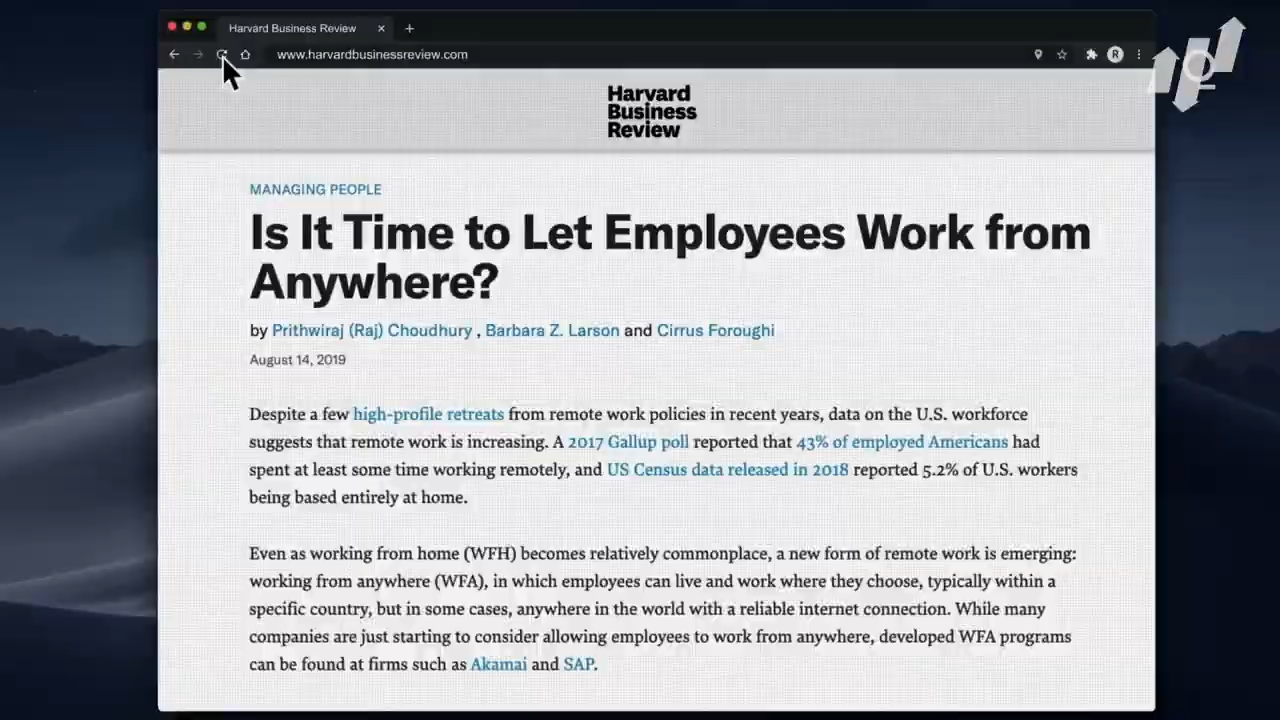 Harvard Business Review
www.harvardbusinessreview.com
R
Harvard
Business
Review
MANAGING PEOPLE
Is It Time to Let Employees Work from
Anywhere?
by Prithwiraj (Raj) Choudhury , Barbara Z. Larson and Cirrus Foroughi
August 14, 2019
Despite a few high-profile retreats from remote work policies in recent years, data on the U.S. workforce
suggests that remote work is increasing. A 2017 Gallup poll reported that 43% of employed Americans had
spent at least some time working remotely, and US Census data released in 2018 reported 5.2% of U.S. workers
being based entirely at home.
Even as working from home (WFH) becomes relatively commonplace, a new form of remote work is emerging:
working from anywhere (WFA), in which employees can live and work where they choose, typically within a
specific country, but in some cases, anywhere in the world with a reliable internet connection. While many
companies are just starting to consider allowing employees to work from anywhere, developed WFA programs
can be found at firms such as Akamai and SAP.